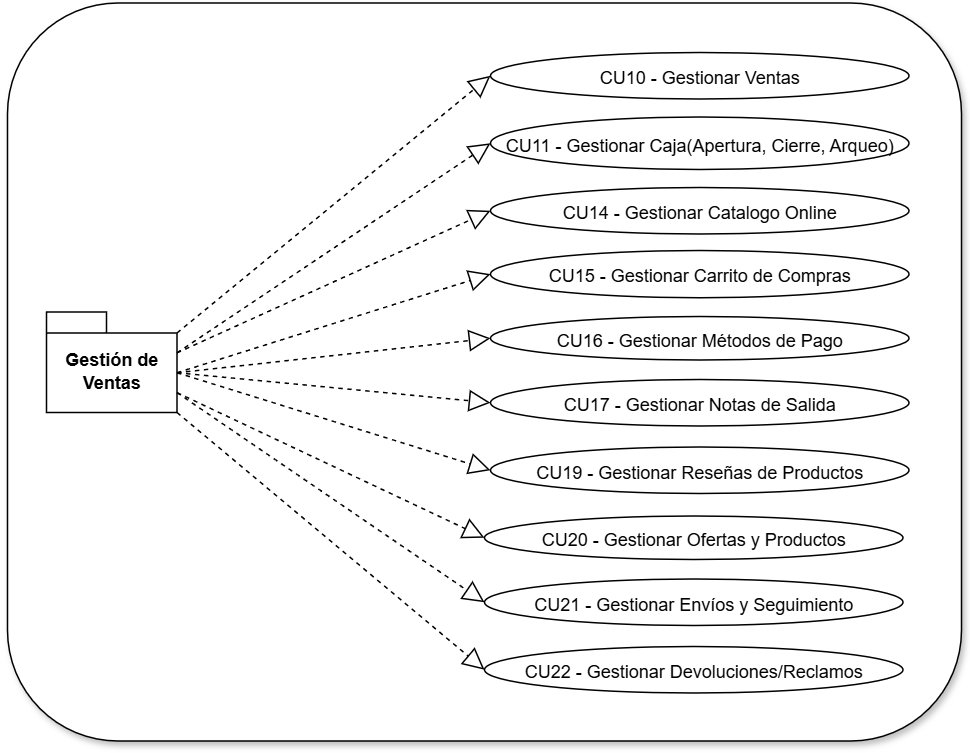 CU10 - Gestionar Ventas
CU11 - Gestionar Caja(Apertura, Cierre, Arqueo)
CU14 - Gestionar Catalogo Online
CU15 - Gestionar Carrito de Compras
Gestión de
Ventas
CU16 - Gestionar Métodos de Pago
CU17 - Gestionar Notas de Salida
CU19 - Gestionar Reseñas de Productos
CU20 - Gestionar Ofertas y Productos
CU21 - Gestionar Envíos y Seguimiento
CU22 - Gestionar Devoluciones/Reclamos